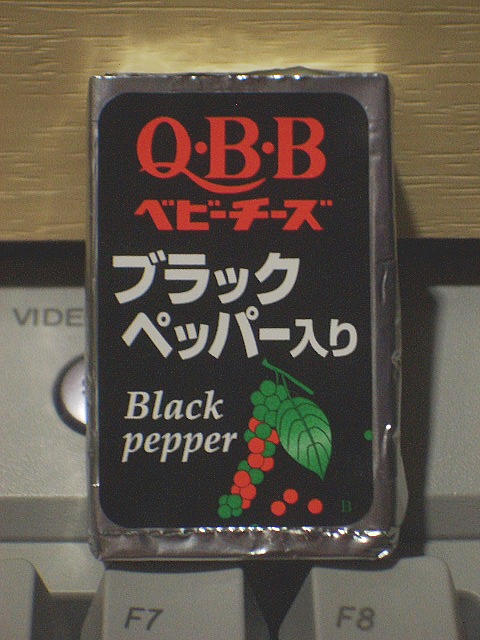 Q·B·B
ベビーチーズ
ブラック
ペッパー入り
Black
pepper
B
VIDE
F7
F8